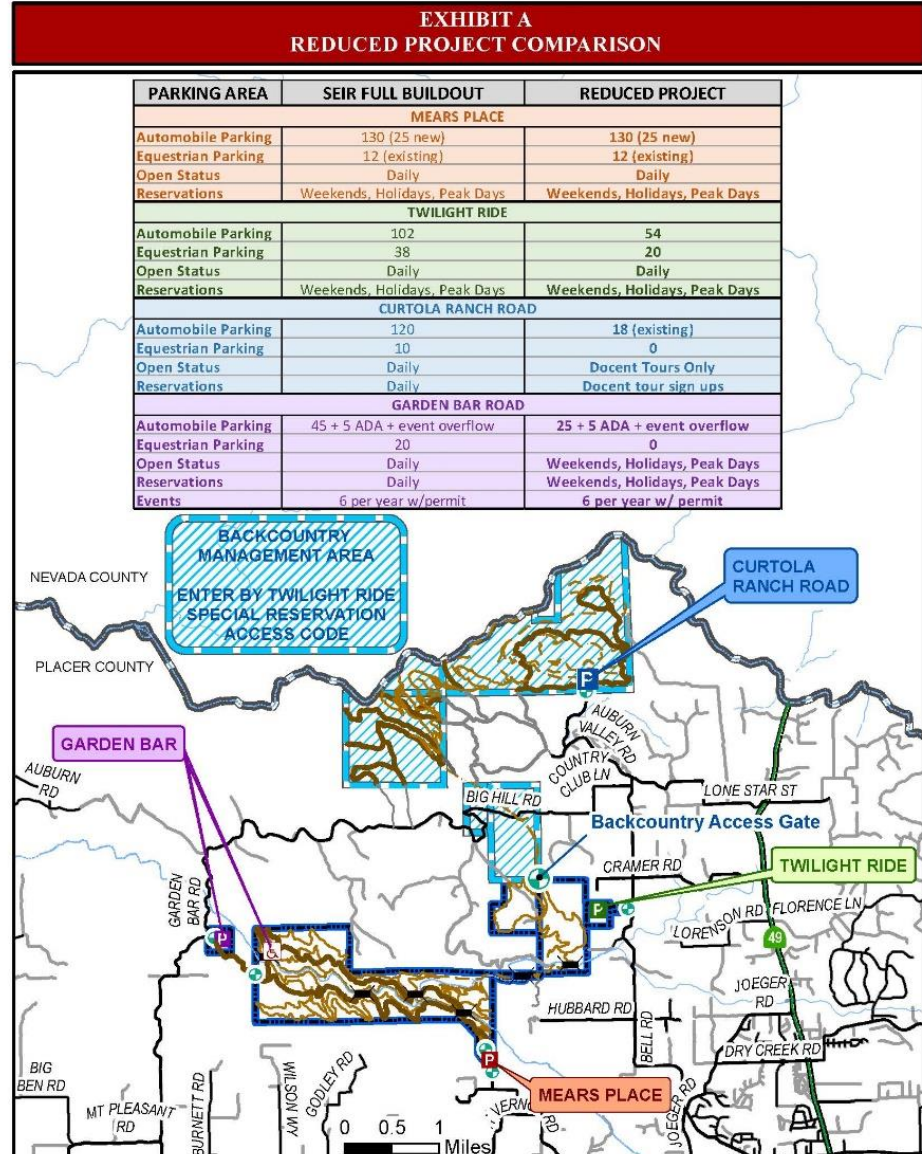 EXHIBIT A
REDUCED PROJECT COMPARISON
PARKING AREA SEIR FULL BUILDOUT REDUCED PROJECT
MEARS PLACE
Automobile Parking 130 (25 new) 130 (25 new)
Equestrian Parking 12 (existing) 12 (existing)
Open Status Daily Daily
Reservations Weekends, Holidays, Peak Days Weekends, Holidays, Peak Days
TWILIGHT RIDE
Automobile Parking 102 54
Equestrian Parking 38 20
Open Status Daily Daily
Reservations Weekends, Holidays, Peak Days Weekends, Holidays, Peak Days
CURTOLA RANCH ROAD
Automobile Parking 120 18 (existing)
Equestrian Parking 10 0
Open Status Daily Docent Tours Only
Reservations Daily Docent tour sign ups
GARDEN BAR ROAD
Automobile Parking 45 + 5 ADA + event overflow 25 + 5 ADA + event overflow
Equestrian Parking 20 0
Open Status Daily Weekends, Holidays, Peak Days
Reservations Daily Weekends, Holidays, Peak Days
Events 6 per year w/permit 6 per year w/ permit
BACKCOUNTRY
MANAGEMENT AREA
ENTER BY TWILIGHT RIDE
SPECIAL RESERVATION
ACCESS CODE
NEVADA COUNTY
PLACER COUNTY
CURTOLA
RANCH ROAD
P
GARDEN BAR
AUBURN
RD
AUBURN
VALLEY RD
COUNTRY
CLUB LN
BIG HILL RD
LONE STAR ST
Backcountry Access Gate
CRAMER RD
TWILIGHT RIDE
P
GARDEN
BAR RD
P
LORENSON RD
FLORENCE LN
49
JOEGER
RD
HUBBARD RD
BELL RD
DRY CREEK RD
P
MEARS PLACE
BIG
BEN RD
MT PLEASANT
RD
BURNETT RD
WILSON WY
GODLEY RD
JOEGER RD
0 0.5 1
Miles